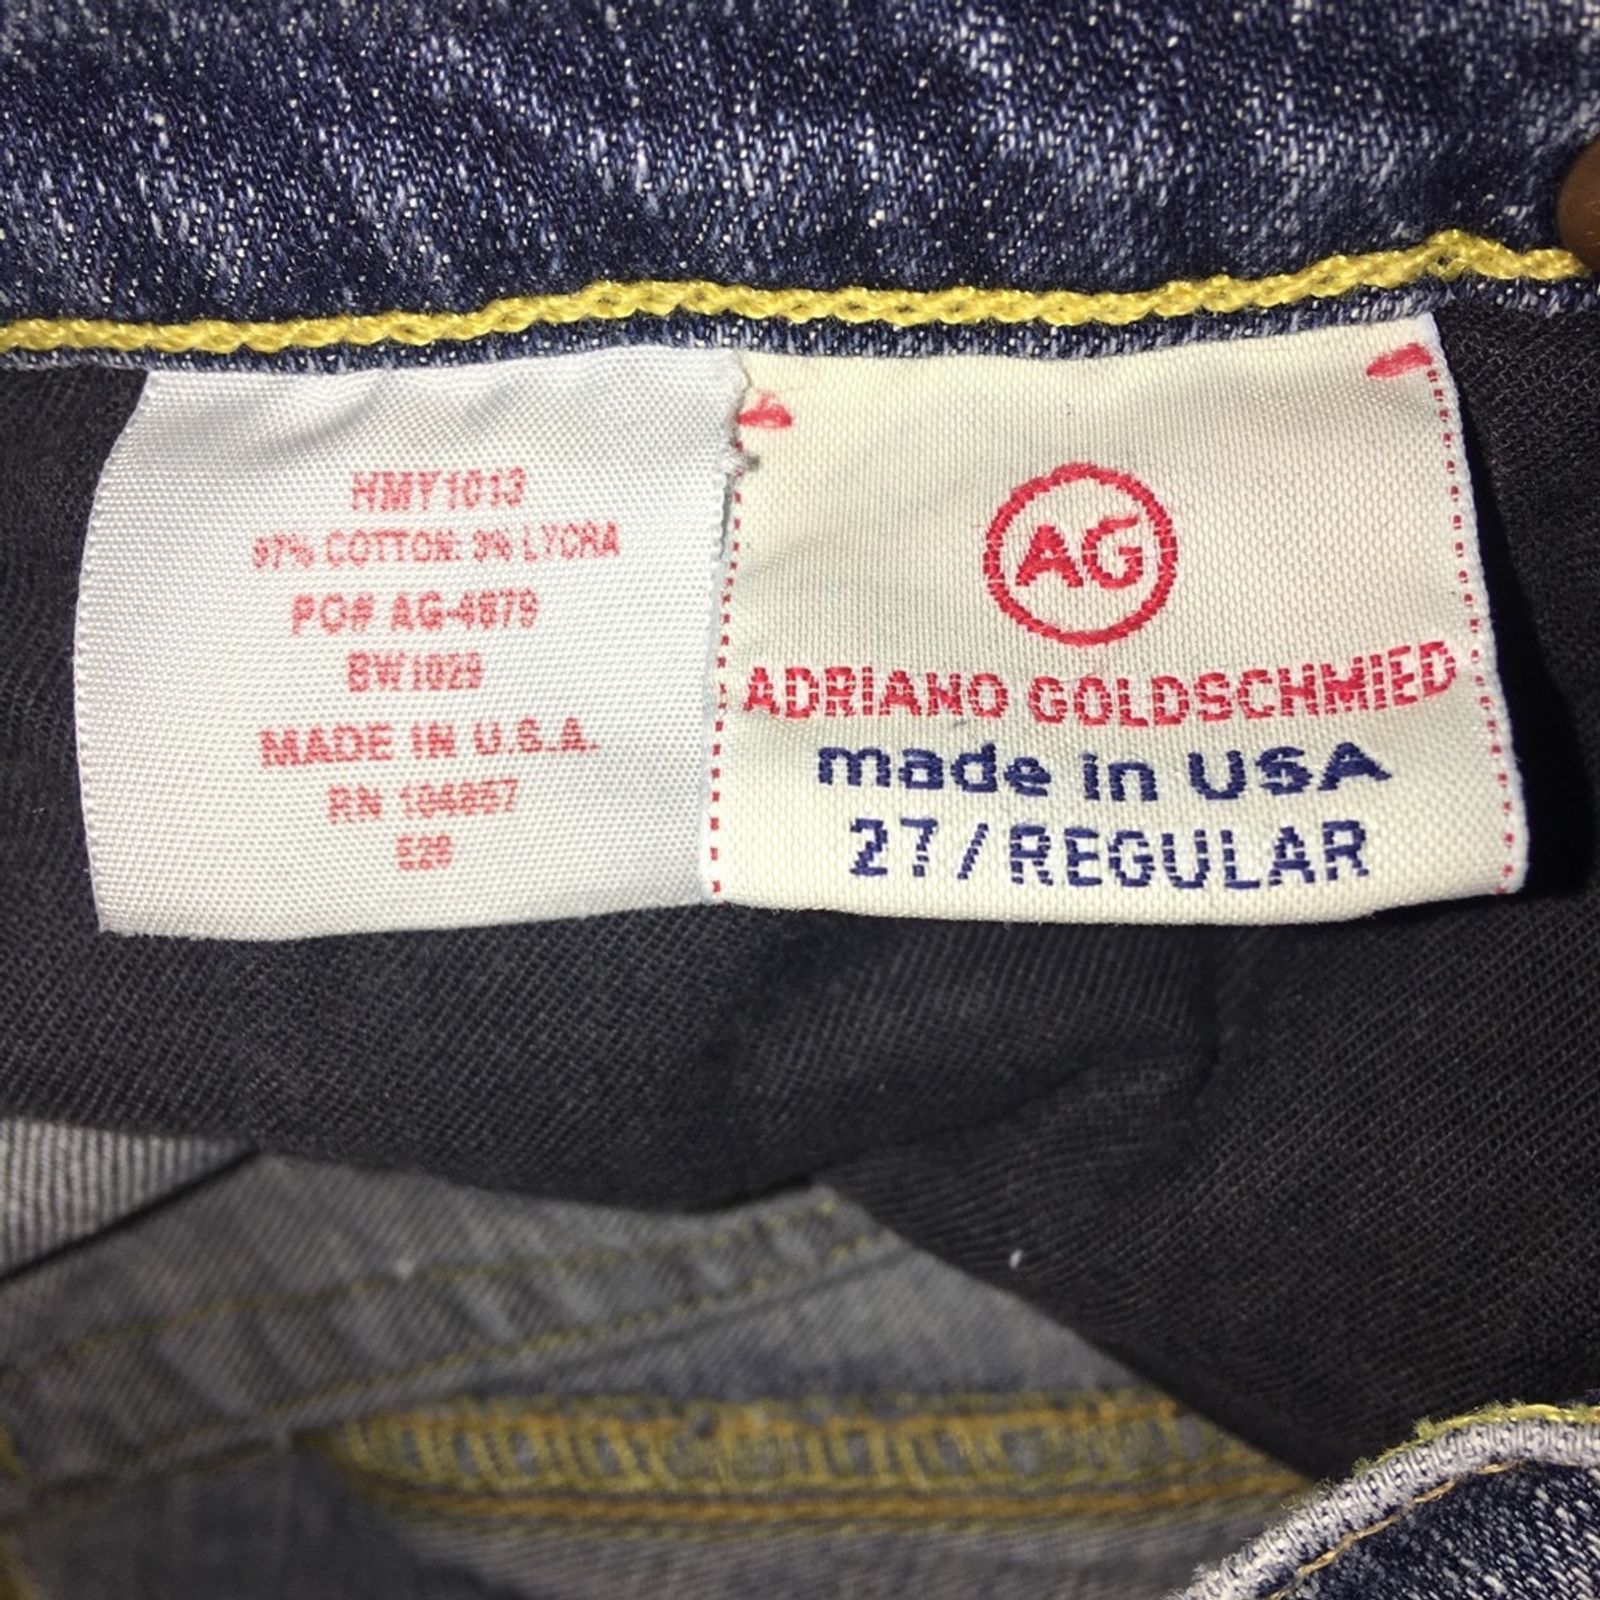 HMY1013
97% COTTON 3% LYCRA
PO# AG-4679
BW1029
MADE IN U.S.A.
RN 104857
AG
ADRIANO GOLDSCHMIED
made in USA
27/REGULAR